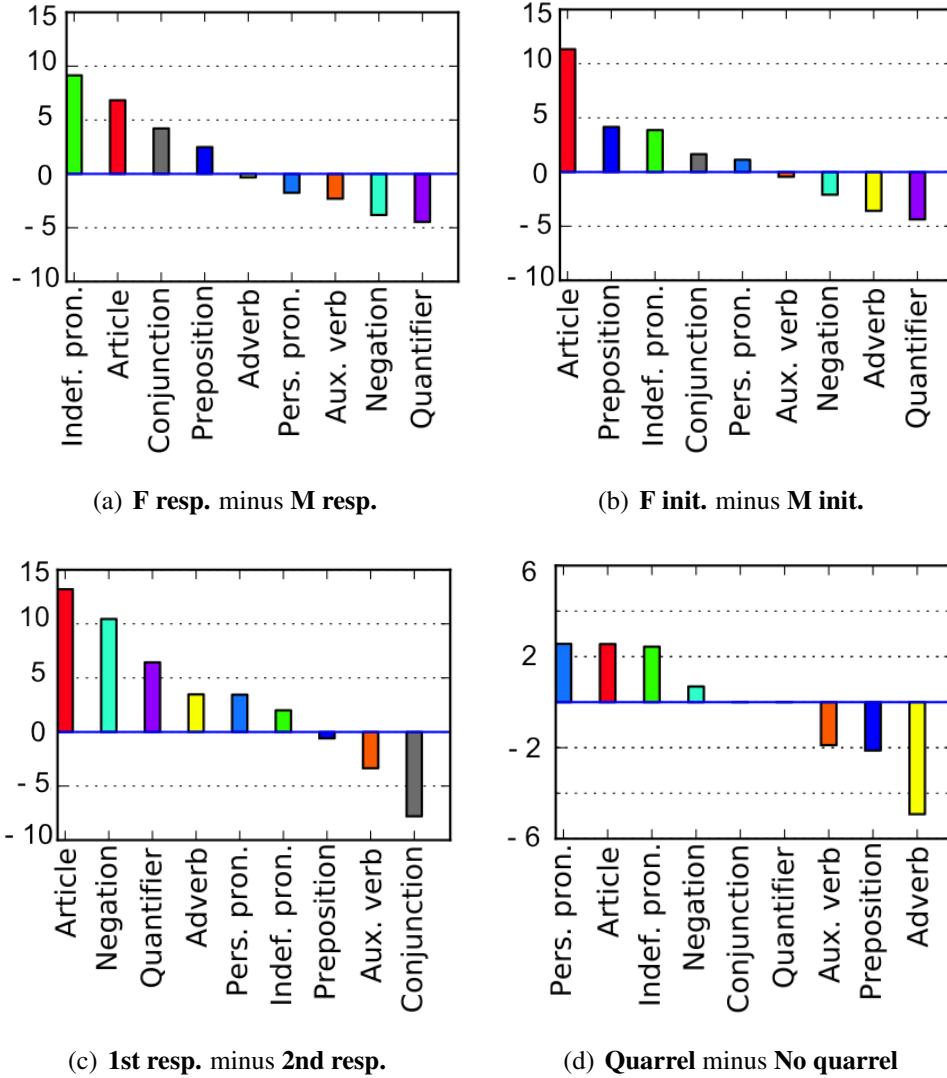 15
10
5
0
- 5
- 10
Indef. pron.
Article
Conjunction
Preposition
Adverb
Pers. pron.
Aux. verb
Negation
Quantifier
(a) F resp. minus M resp.
15
10
5
0
- 5
- 10
Article
Preposition
Indef. pron.
Conjunction
Pers. pron.
Aux. verb
Negation
Adverb
Quantifier
(b) F init. minus M init.
15
10
5
0
- 5
- 10
Article
Negation
Quantifier
Adverb
Pers. pron.
Indef. pron.
Preposition
Aux. verb
Conjunction
(c) 1st resp. minus 2nd resp.
6
2
- 2
- 6
Pers. pron.
Article
Indef. pron.
Negation
Conjunction
Quantifier
Aux. verb
Preposition
Adverb
(d) Quarrel minus No quarrel